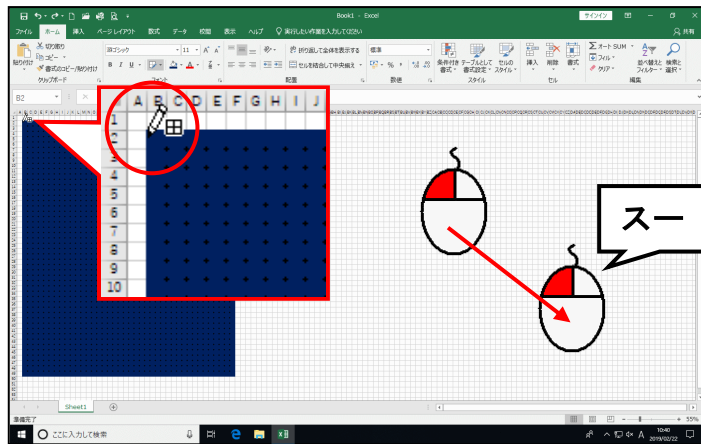 Book1 - Excel
サインイン
ファイル ホーム 挿入 ページ レイアウト 数式 データ 校閲 表示 ヘルプ 実行したい作業を入力してください 共有
切り取り
コピー
書式のコピー/貼り付け
貼り付け
クリップボード
游ゴシック 11
B I U
フォント
折り返して全体を表示する
セルを結合して中央揃え
配置
標準
数値
条件付き書式 テーブルとして書式設定 セルのスタイル
スタイル
挿入 削除 書式
セル
オート SUM
フィル
クリア
並べ替えとフィルター 検索と選択
編集
B2
A B C D E F G H I J
1
2
3
4
5
6
7
8
9
10
スー
Sheet1
準備完了
55%
ここに入力して検索
A
10:40
2019/02/22